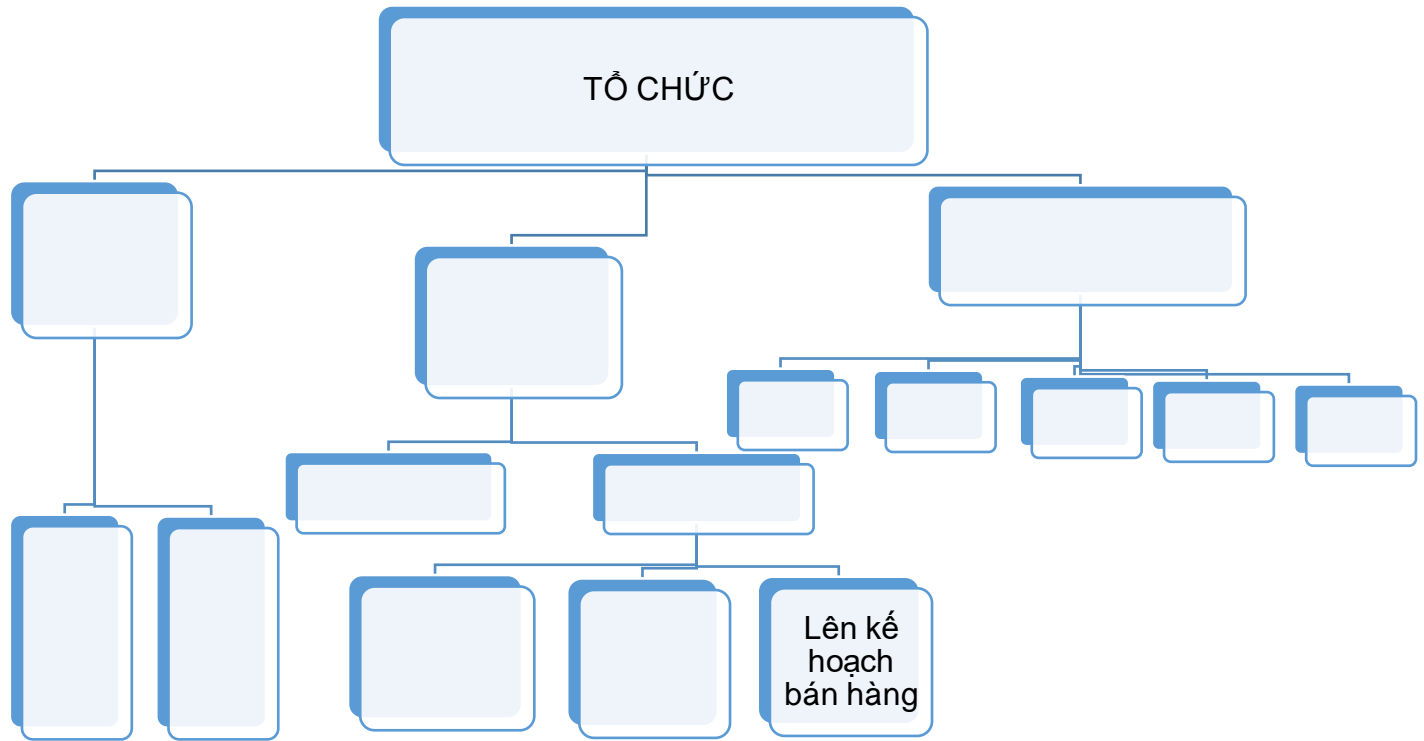 TỔ CHỨC
Lên kế
hoạch
bán hàng